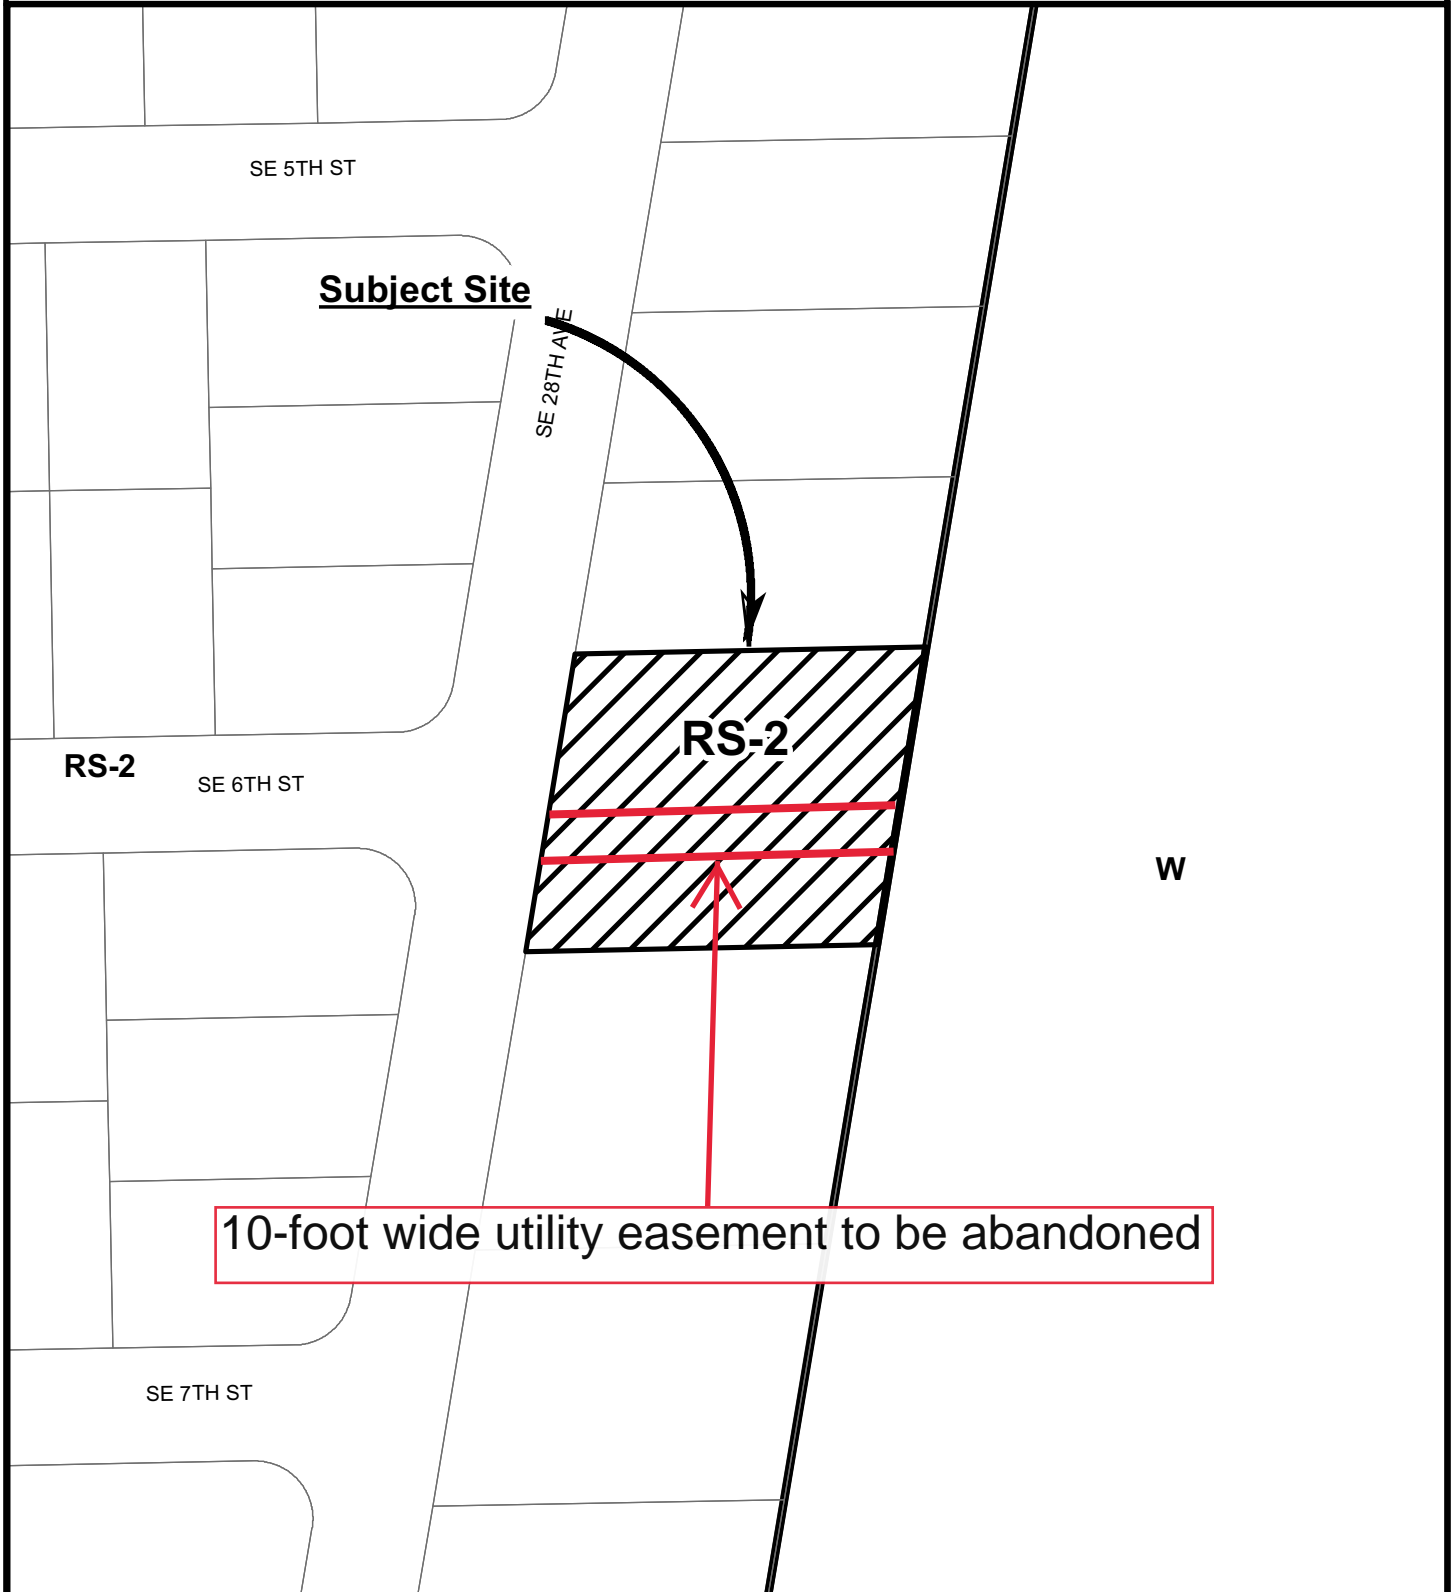 SE 5TH ST
Subject Site
SE 28TH AVE
RS-2
RS-2
SE 6TH ST
W
10-foot wide utility easement to be abandoned
SE 7TH ST